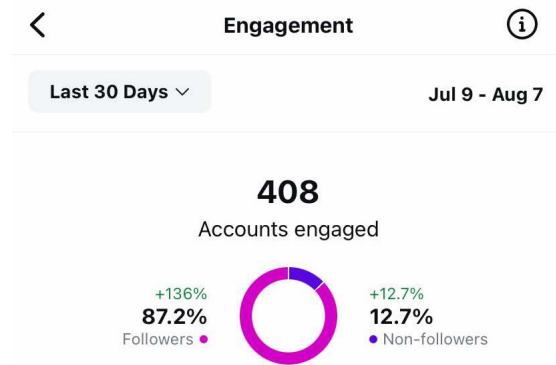 Engagement
Last 30 Days
Jul 9 - Aug 7
408
Accounts engaged
+136%
87.2%
Followers
+12.7%
12.7%
Non-followers